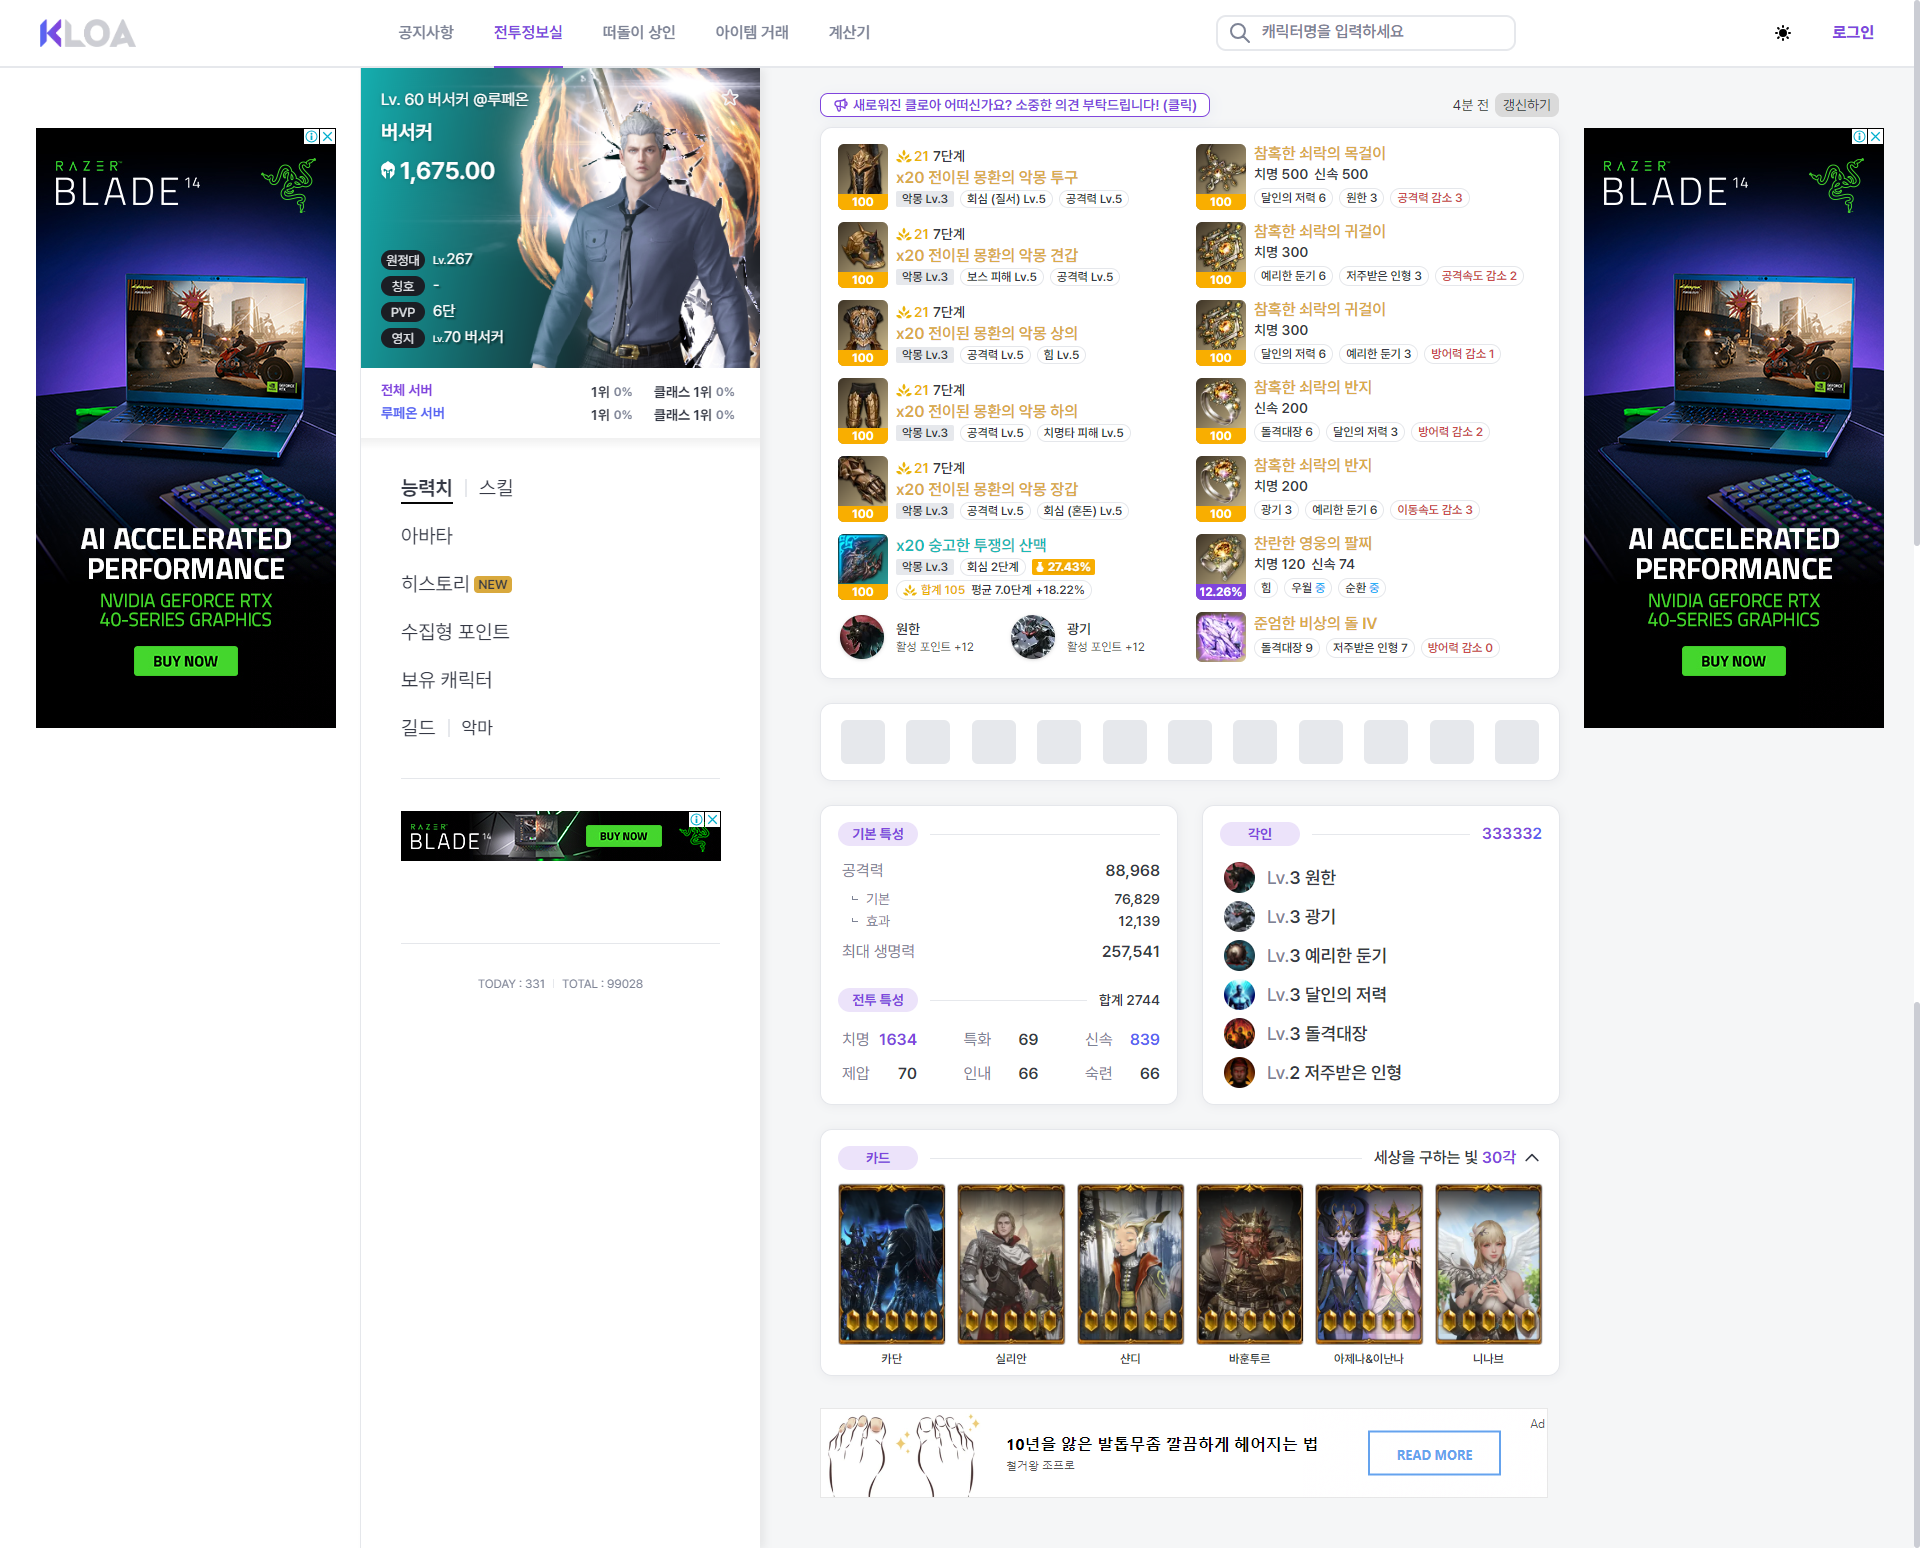 KLOA
공지사항
전투정보실
떠돌이 상인
아이템 거래
계산기
캐릭터명을 입력하세요
로그인
RAZER
BLADE 14
AI ACCELERATED
PERFORMANCE
NVIDIA GEFORCE RTX
40-SERIES GRAPHICS
BUY NOW
Lv. 60 버서커 @루페온
버서커
1,675.00
원정대 Lv.267
칭호 -
PVP 6단
영지 Lv.70 버서커
전체 서버 1위 0% 클래스 1위 0%
루페온 서버 1위 0% 클래스 1위 0%
능력치 스킬
아바타
히스토리 NEW
수집형 포인트
보유 캐릭터
길드 악마
RAZER
BLADE 14
BUY NOW
TODAY : 331 TOTAL : 99028
새로워진 클로아 어떠신가요? 소중한 의견 부탁드립니다! (클릭)
4분 전 갱신하기
100
21 7단계
x20 전이된 몽환의 악몽 투구
악몽 Lv.3 회심 (질서) Lv.5 공격력 Lv.5
100
21 7단계
x20 전이된 몽환의 악몽 견갑
악몽 Lv.3 보스 피해 Lv.5 공격력 Lv.5
100
21 7단계
x20 전이된 몽환의 악몽 상의
악몽 Lv.3 공격력 Lv.5 힘 Lv.5
100
21 7단계
x20 전이된 몽환의 악몽 하의
악몽 Lv.3 공격력 Lv.5 치명타 피해 Lv.5
100
21 7단계
x20 전이된 몽환의 악몽 장갑
악몽 Lv.3 공격력 Lv.5 회심 (혼돈) Lv.5
100
x20 숭고한 투쟁의 산맥
악몽 Lv.3 회심 2단계 27.43%
합계 105 평균 7.0단계 +18.22%
원한
활성 포인트 +12
광기
활성 포인트 +12
100
참혹한 쇠락의 목걸이
치명 500 신속 500
달인의 저력 6 원한 3 공격력 감소 3
100
참혹한 쇠락의 귀걸이
치명 300
예리한 둔기 6 저주받은 인형 3 공격속도 감소 2
100
참혹한 쇠락의 귀걸이
치명 300
달인의 저력 6 예리한 둔기 3 방어력 감소 1
100
참혹한 쇠락의 반지
신속 200
돌격대장 6 달인의 저력 3 방어력 감소 2
100
참혹한 쇠락의 반지
치명 200
광기 3 예리한 둔기 6 이동속도 감소 3
12.26%
찬란한 영웅의 팔찌
치명 120 신속 74
힘 우월 중 순환 중
준엄한 비상의 돌 IV
돌격대장 9 저주받은 인형 7 방어력 감소 0
기본 특성
공격력 88,968
ㄴ 기본 76,829
ㄴ 효과 12,139
최대 생명력 257,541
전투 특성 합계 2744
치명 1634 특화 69 신속 839
제압 70 인내 66 숙련 66
각인 333332
Lv.3 원한
Lv.3 광기
Lv.3 예리한 둔기
Lv.3 달인의 저력
Lv.3 돌격대장
Lv.2 저주받은 인형
카드 세상을 구하는 빛 30각
카단
실리안
샨디
바훈투르
아제나&이난나
니나브
10년을 앓은 발톱무좀 깔끔하게 헤어지는 법
철거왕 조프로
READ MORE
Ad
RAZER
BLADE 14
AI ACCELERATED
PERFORMANCE
NVIDIA GEFORCE RTX
40-SERIES GRAPHICS
BUY NOW